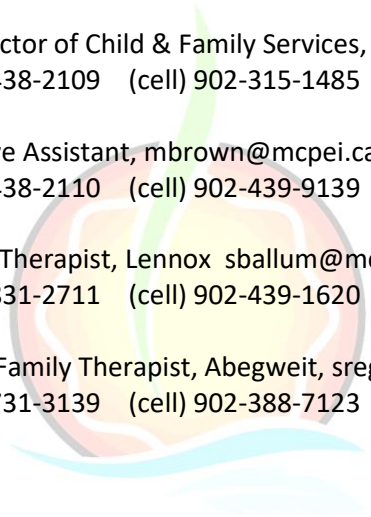 ctor of Child & Family Services,
38-2109 (cell) 902-315-1485
e Assistant, mbrown@mcpei.ca
38-2110 (cell) 902-439-9139
Therapist, Lennox sballum@mc
31-2711 (cell) 902-439-1620
Family Therapist, Abegweit, sreg
731-3139 (cell) 902-388-7123